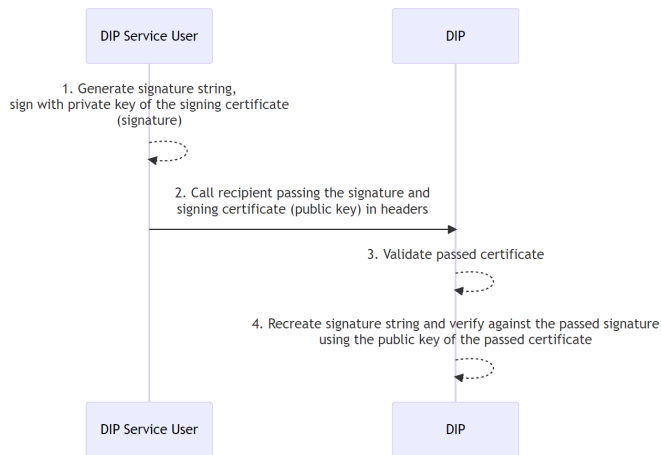 DIP Service User
DIP
1. Generate signature string,
sign with private key of the signing certificate
(signature)
2. Call recipient passing the signature and
signing certificate (public key) in headers
3. Validate passed certificate
4. Recreate signature string and verify against the passed signature
using the public key of the passed certificate
DIP Service User
DIP